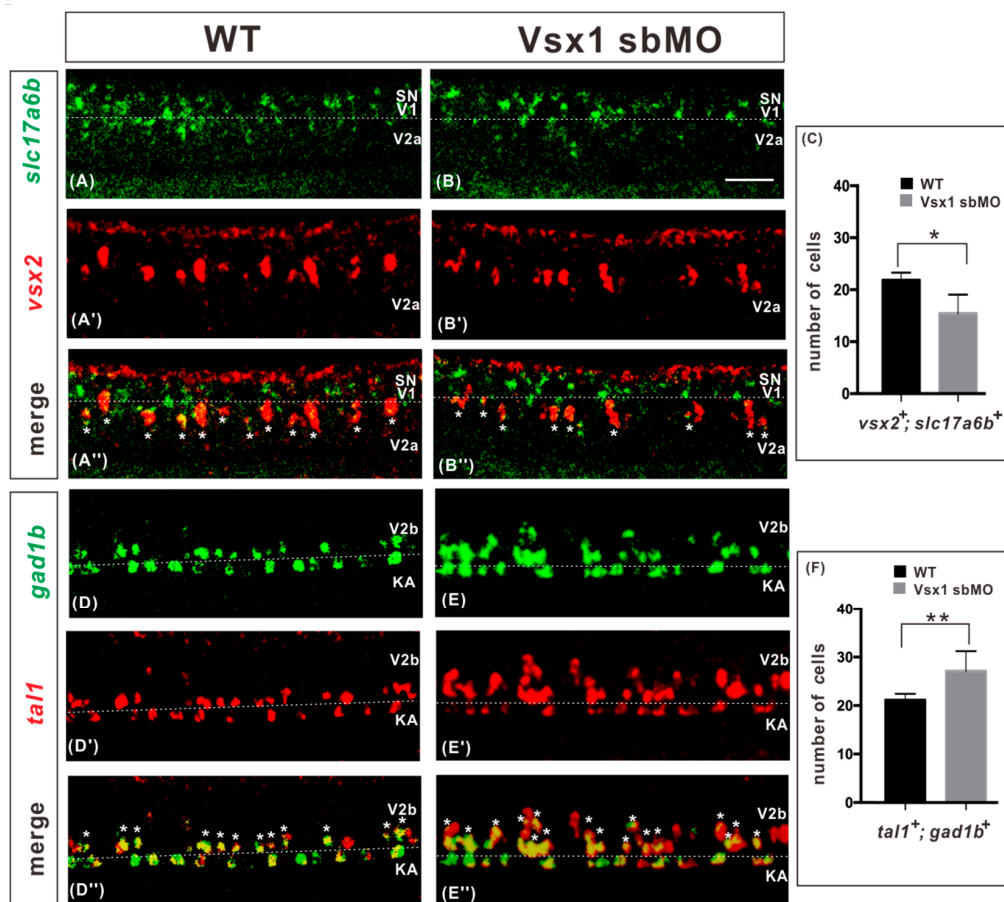 WT
Vsx1 sbMO
slc17a6b
SN
V1
V2a
(A)
SN
V1
V2a
(B)
vsx2
V2a
(A')
V2a
(B')
merge
SN
V1
V2a
(A'')
* * * * * * * * * * * *
SN
V1
V2a
(B'')
* * * * * * * * *
(C)
WT
Vsx1 sbMO
40
30
20
10
0
*
number of cells
vsx2+; slc17a6b+
gad1b
V2b
KA
(D)
V2b
KA
(E)
tal1
V2b
KA
(D')
V2b
KA
(E')
merge
* * * * * * * * * * * * * *
V2b
KA
(D'')
* * * * * * * * * * * * * * *
V2b
KA
(E'')
(F)
WT
Vsx1 sbMO
40
30
20
10
0
**
number of cells
tal1+; gad1b+